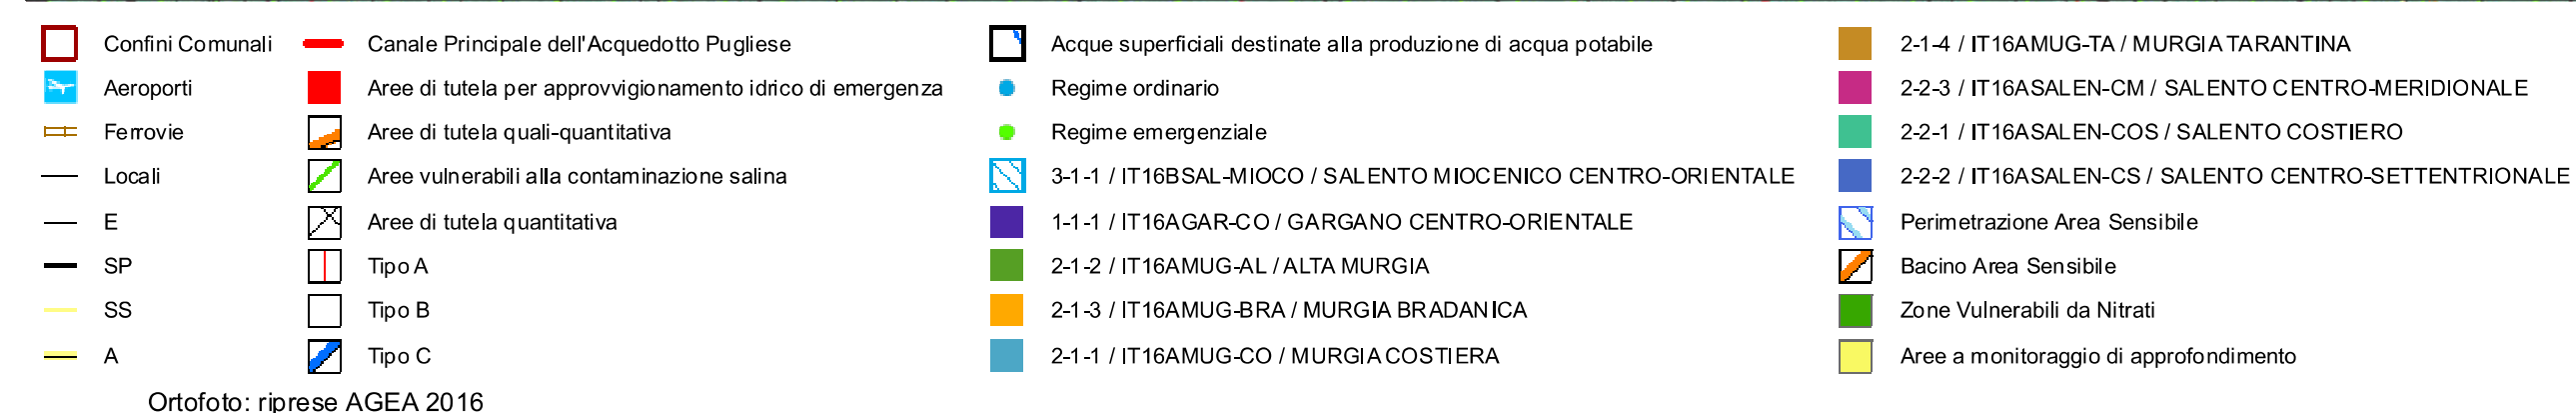 Confini Comunali
Aeroporti
Ferrovie
Locali
E
SP
SS
A
Canale Principale dell'Acquedotto Pugliese
Aree di tutela per approvvigionamento idrico di emergenza
Aree di tutela quali-quantitativa
Aree vulnerabili alla contaminazione salina
Aree di tutela quantitativa
Tipo A
Tipo B
Tipo C
Acque superficiali destinate alla produzione di acqua potabile
Regime ordinario
Regime emergenziale
3-1-1 / IT16BSAL-MIOCO / SALENTO MIOCENICO CENTRO-ORIENTALE
1-1-1 / IT16AGAR-CO / GARGANO CENTRO-ORIENTALE
2-1-2 / IT16AMUG-AL / ALTA MURGIA
2-1-3 / IT16AMUG-BRA / MURGIA BRADANICA
2-1-1 / IT16AMUG-CO / MURGIA COSTIERA
2-1-4 / IT16AMUG-TA / MURGIA TARANTINA
2-2-3 / IT16ASALEN-CM / SALENTO CENTRO-MERIDIONALE
2-2-1 / IT16ASALEN-COS / SALENTO COSTIERO
2-2-2 / IT16ASALEN-CS / SALENTO CENTRO-SETTENTRIONALE
Perimetrazione Area Sensibile
Bacino Area Sensibile
Zone Vulnerabili da Nitrati
Aree a monitoraggio di approfondimento
Ortofoto: riprese AGEA 2016